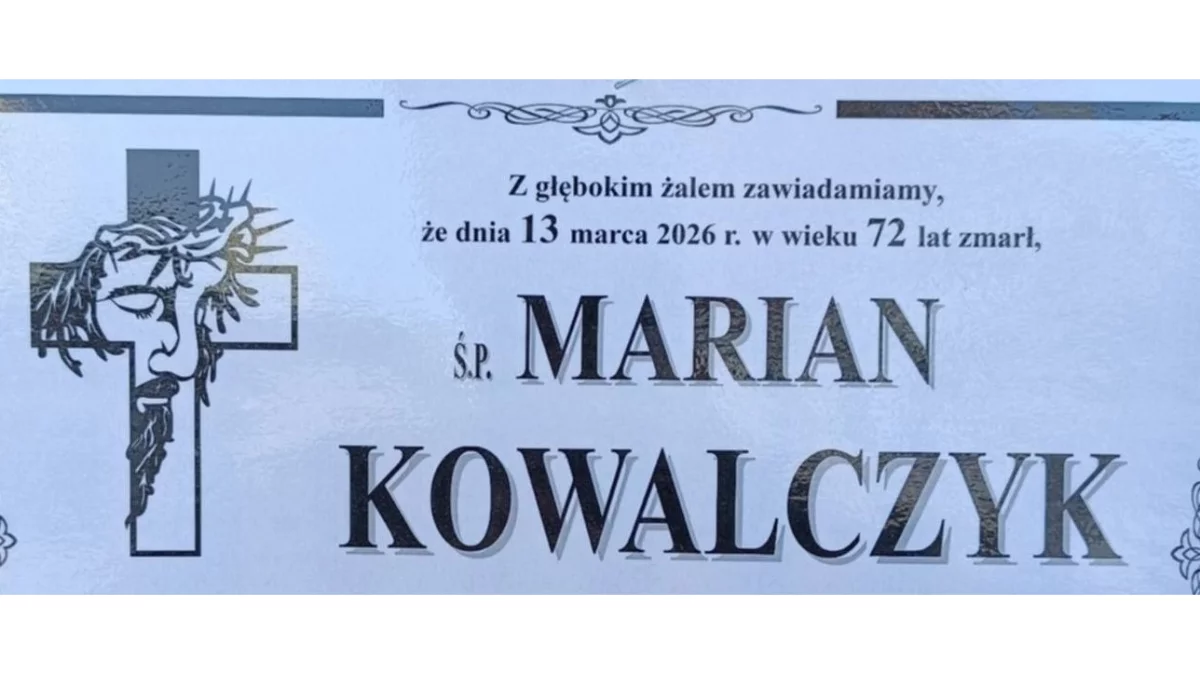 Z głębokim żalem zawiadamiamy,
że dnia 13 marca 2026 r. w wieku 72 lat zmarł,
Ś.P. MARIAN
KOWALCZYK